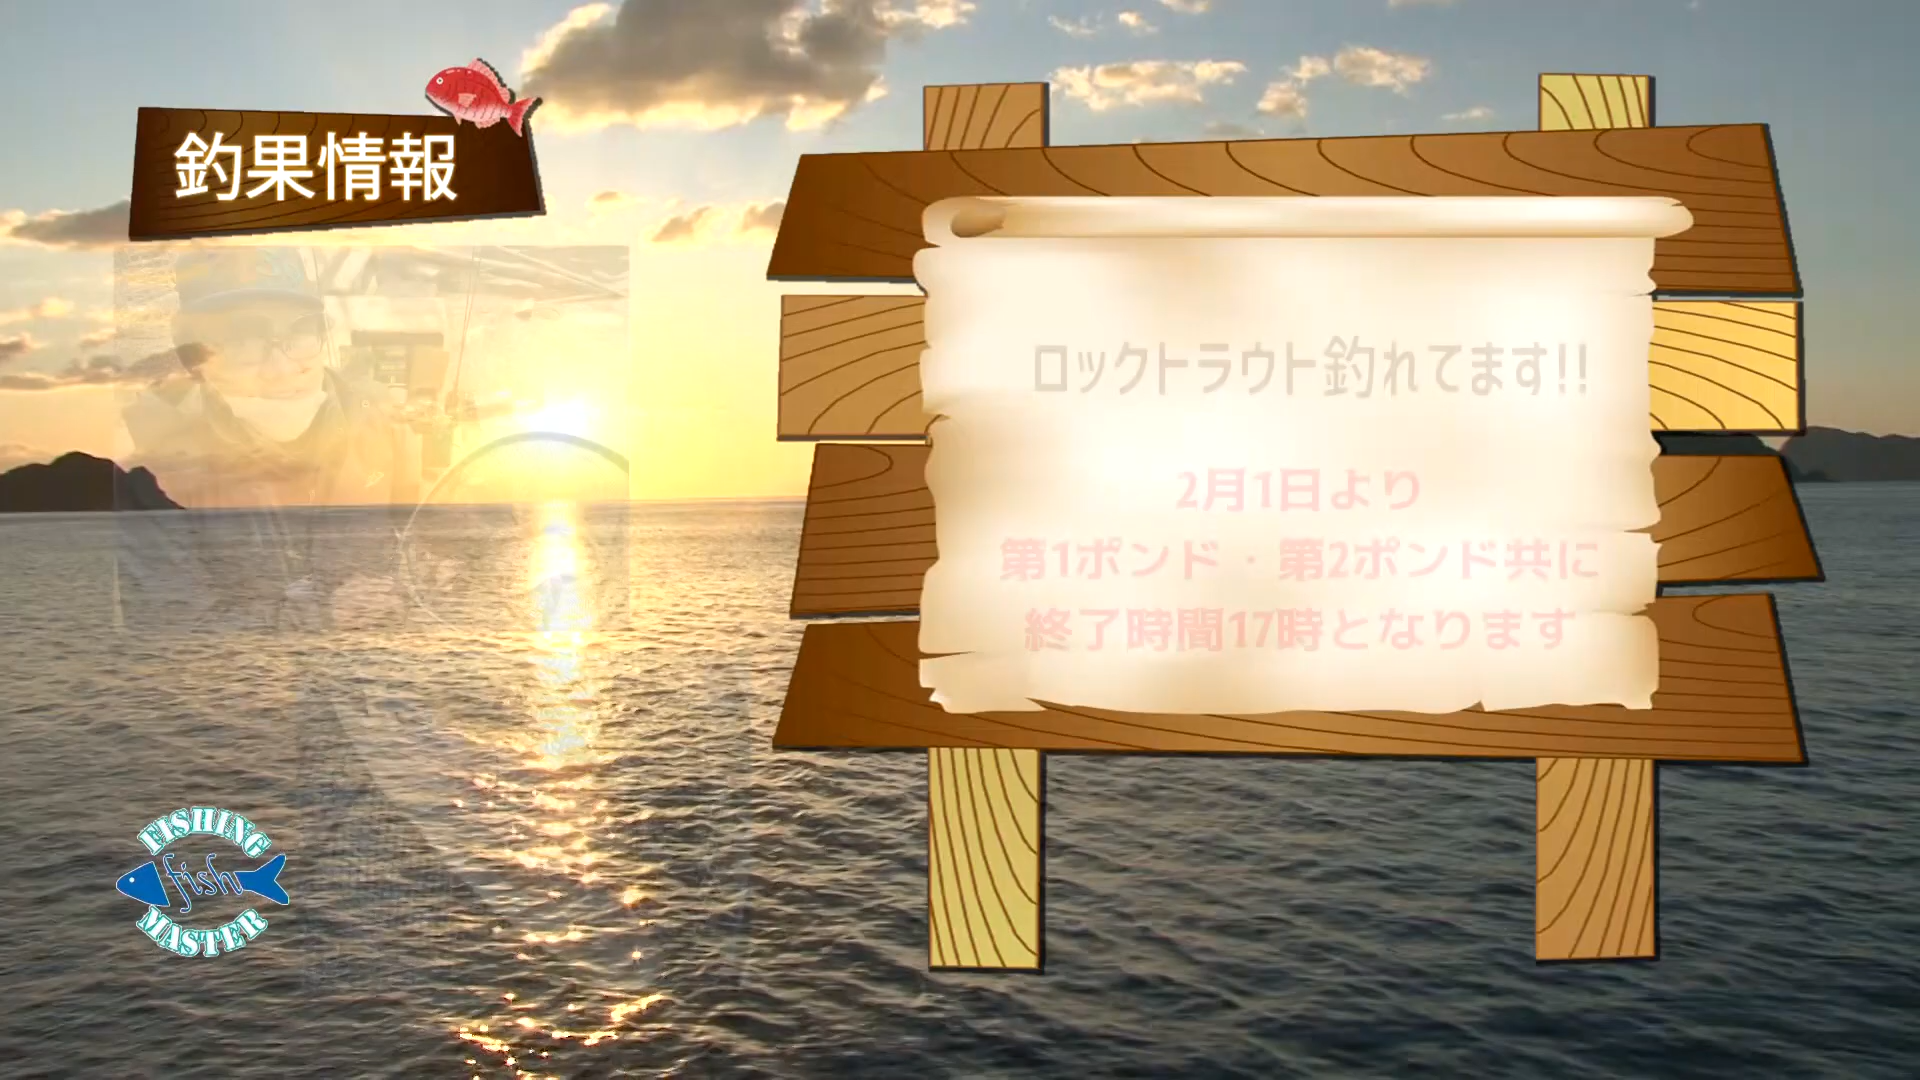 釣果情報
ロックトラウト釣れてます!!
2月1日より
第1ポンド・第2ポンド共に
終了時間17時となります
FISHING
fish
MASTER